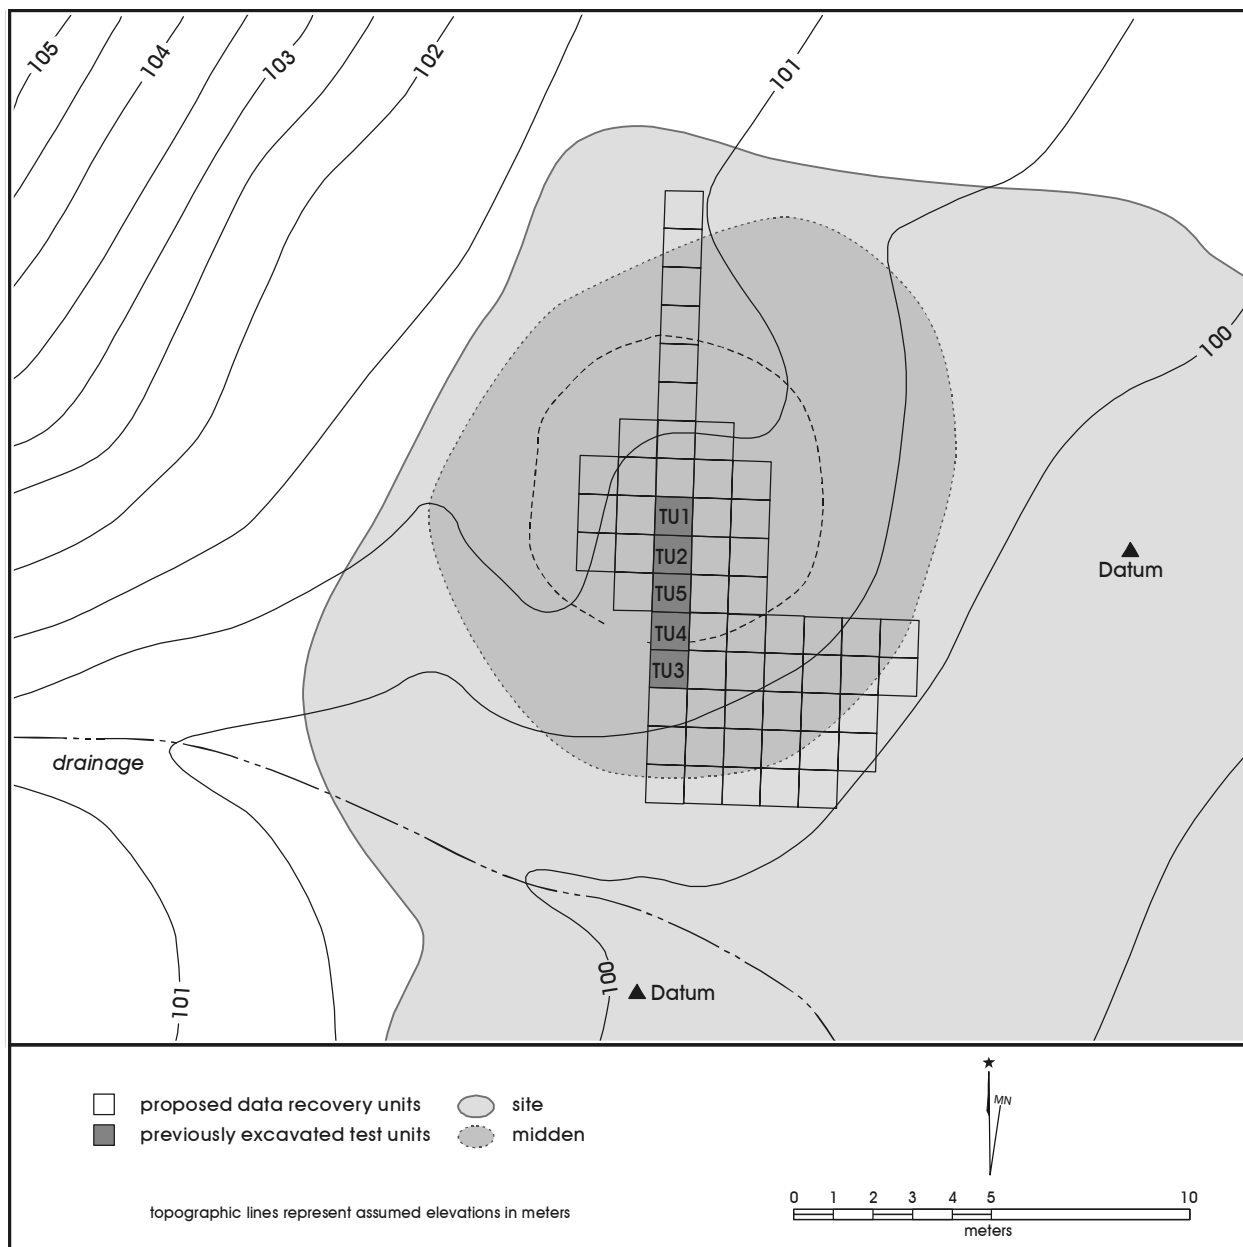 105
104
103
102
101
100
TU1
TU2
Datum
TU5
TU4
TU3
drainage
101
100
Datum
proposed data recovery units
site
previously excavated test units
midden
MN
topographic lines represent assumed elevations in meters
0 1 2 3 4 5 10
meters